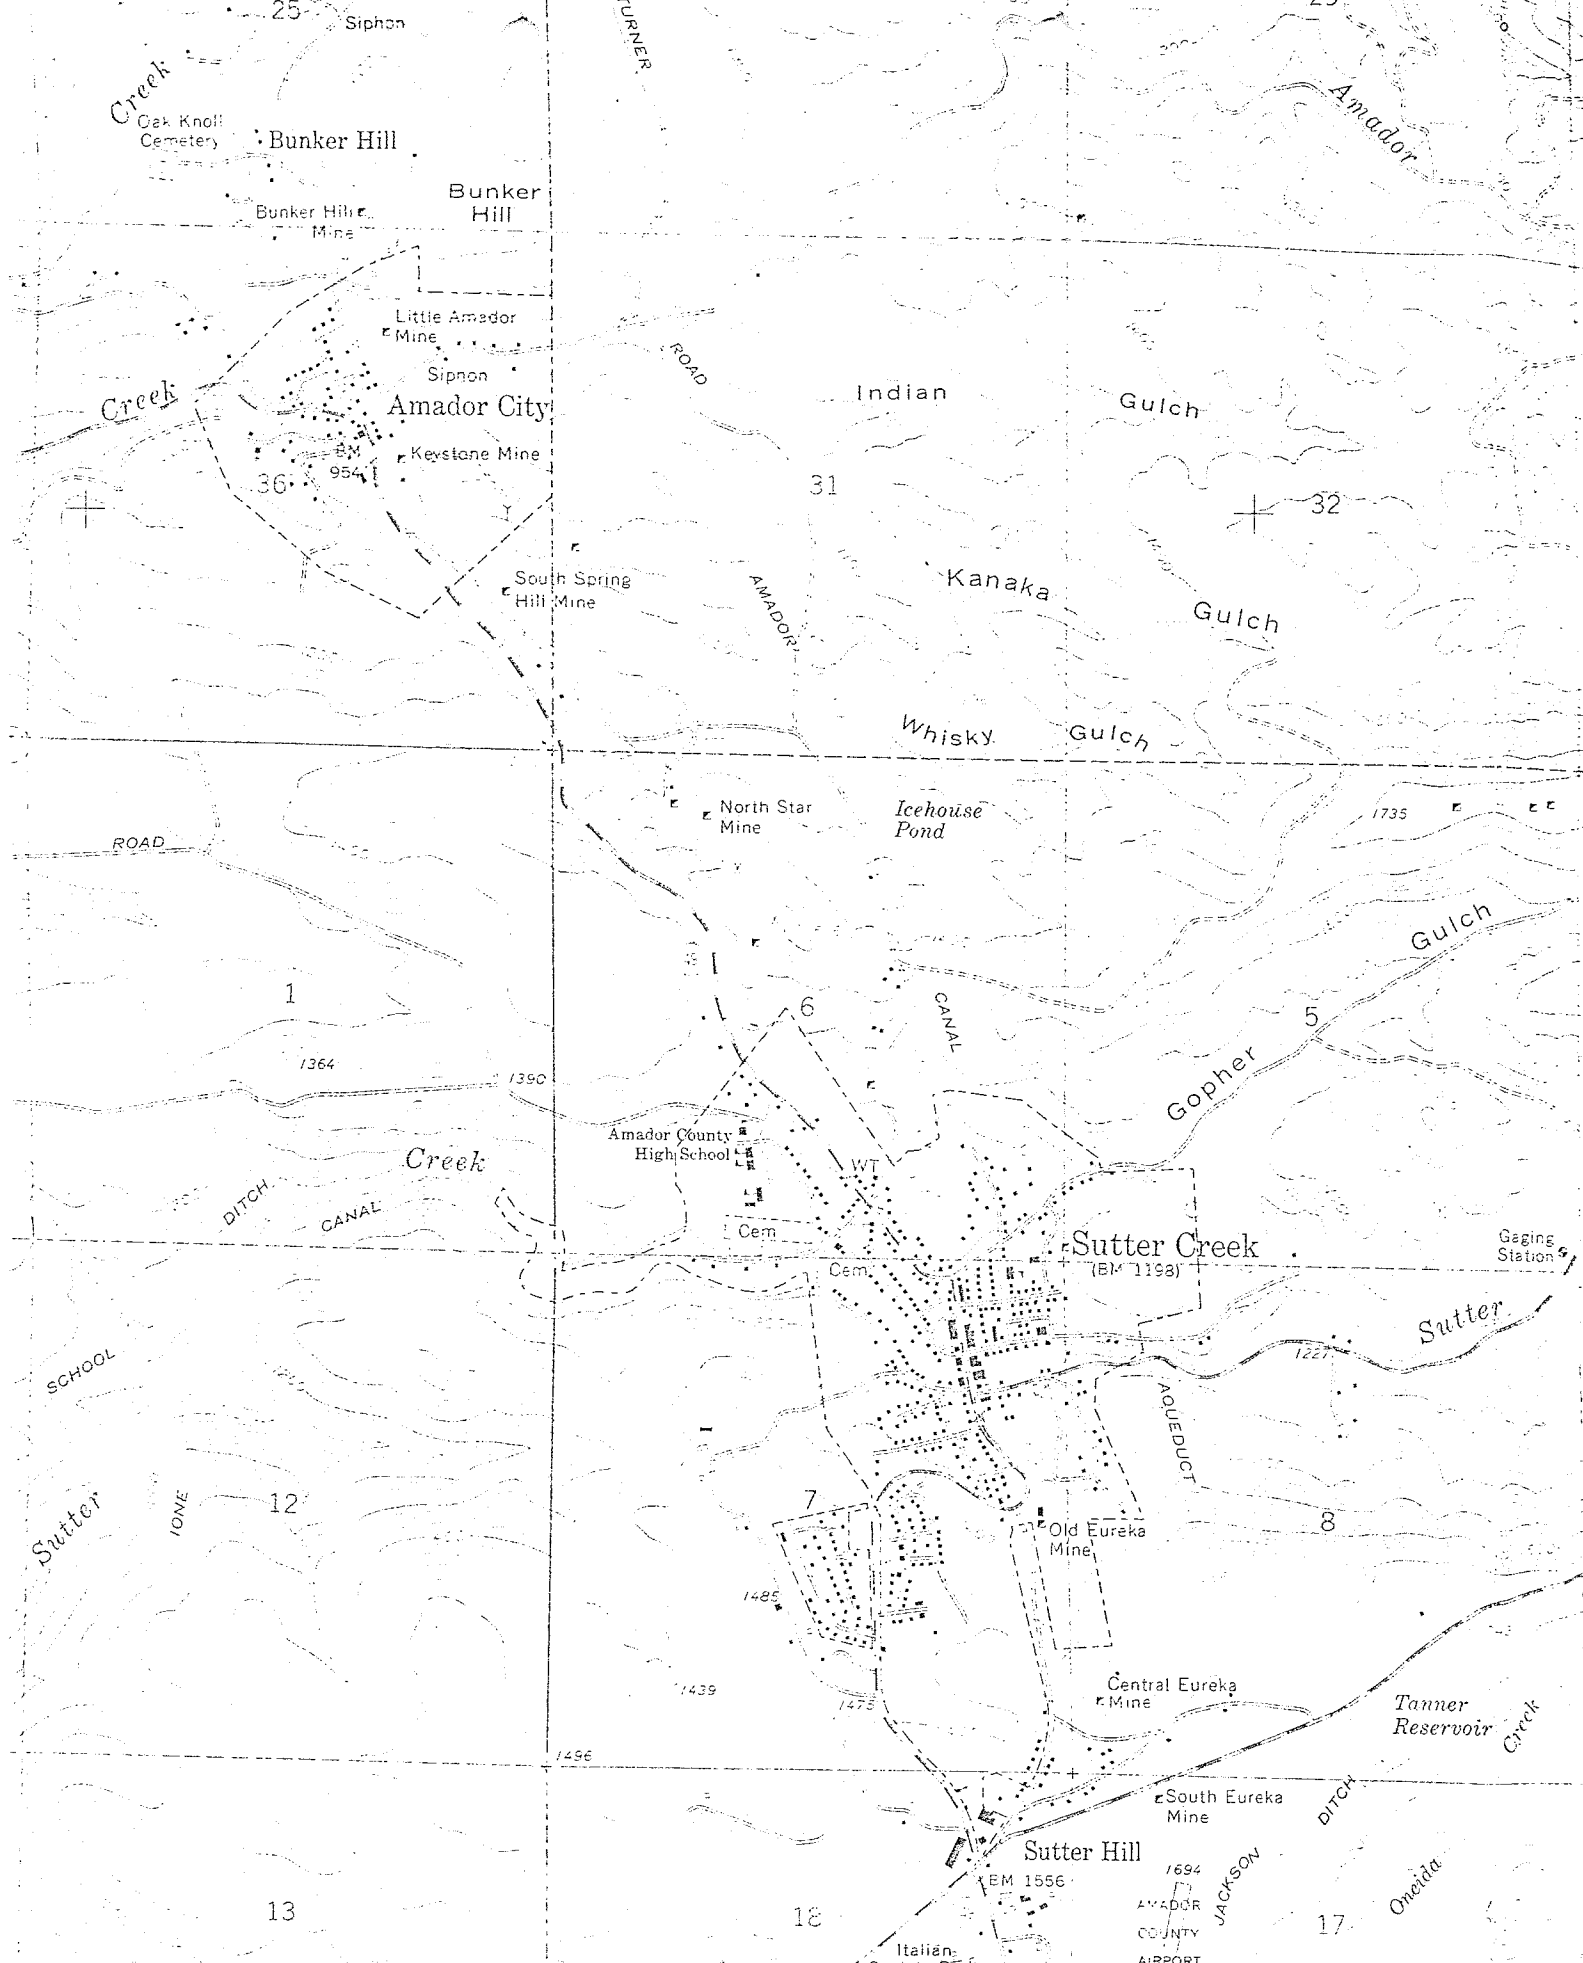 25
Siphon
TURNER
Creek
Oak Knoll
Cemetery
Bunker Hill
Amador
Bunker
Hill
Bunker Hill
Mine
Little Amador
Mine
ROAD
Siphon
Creek
Amador City
Indian
Gulch
BM
954
Keystone Mine
36
31
32
South Spring
Hill Mine
AMADOR
Kanaka
Gulch
Whisky
Gulch
North Star
Mine
Icehouse
Pond
1735
ROAD
Gulch
1
6
CANAL
5
1364
1390
Gopher
Amador County
High School
Creek
WT
DITCH
CANAL
Cem
Sutter Creek
(BM 1198)
Gaging
Station
Cem
Sutter
1227
SCHOOL
AQUEDUCT
Sutter
IONE
12
7
8
Old Eureka
Mine
1485
1439
1475
Central Eureka
Mine
Tanner
Reservoir
Creek
1496
South Eureka
Mine
DITCH
Sutter Hill
BM 1556
1694
JACKSON
Oneida
13
18
AMADOR
COUNTY
AIRPORT
17
Italian